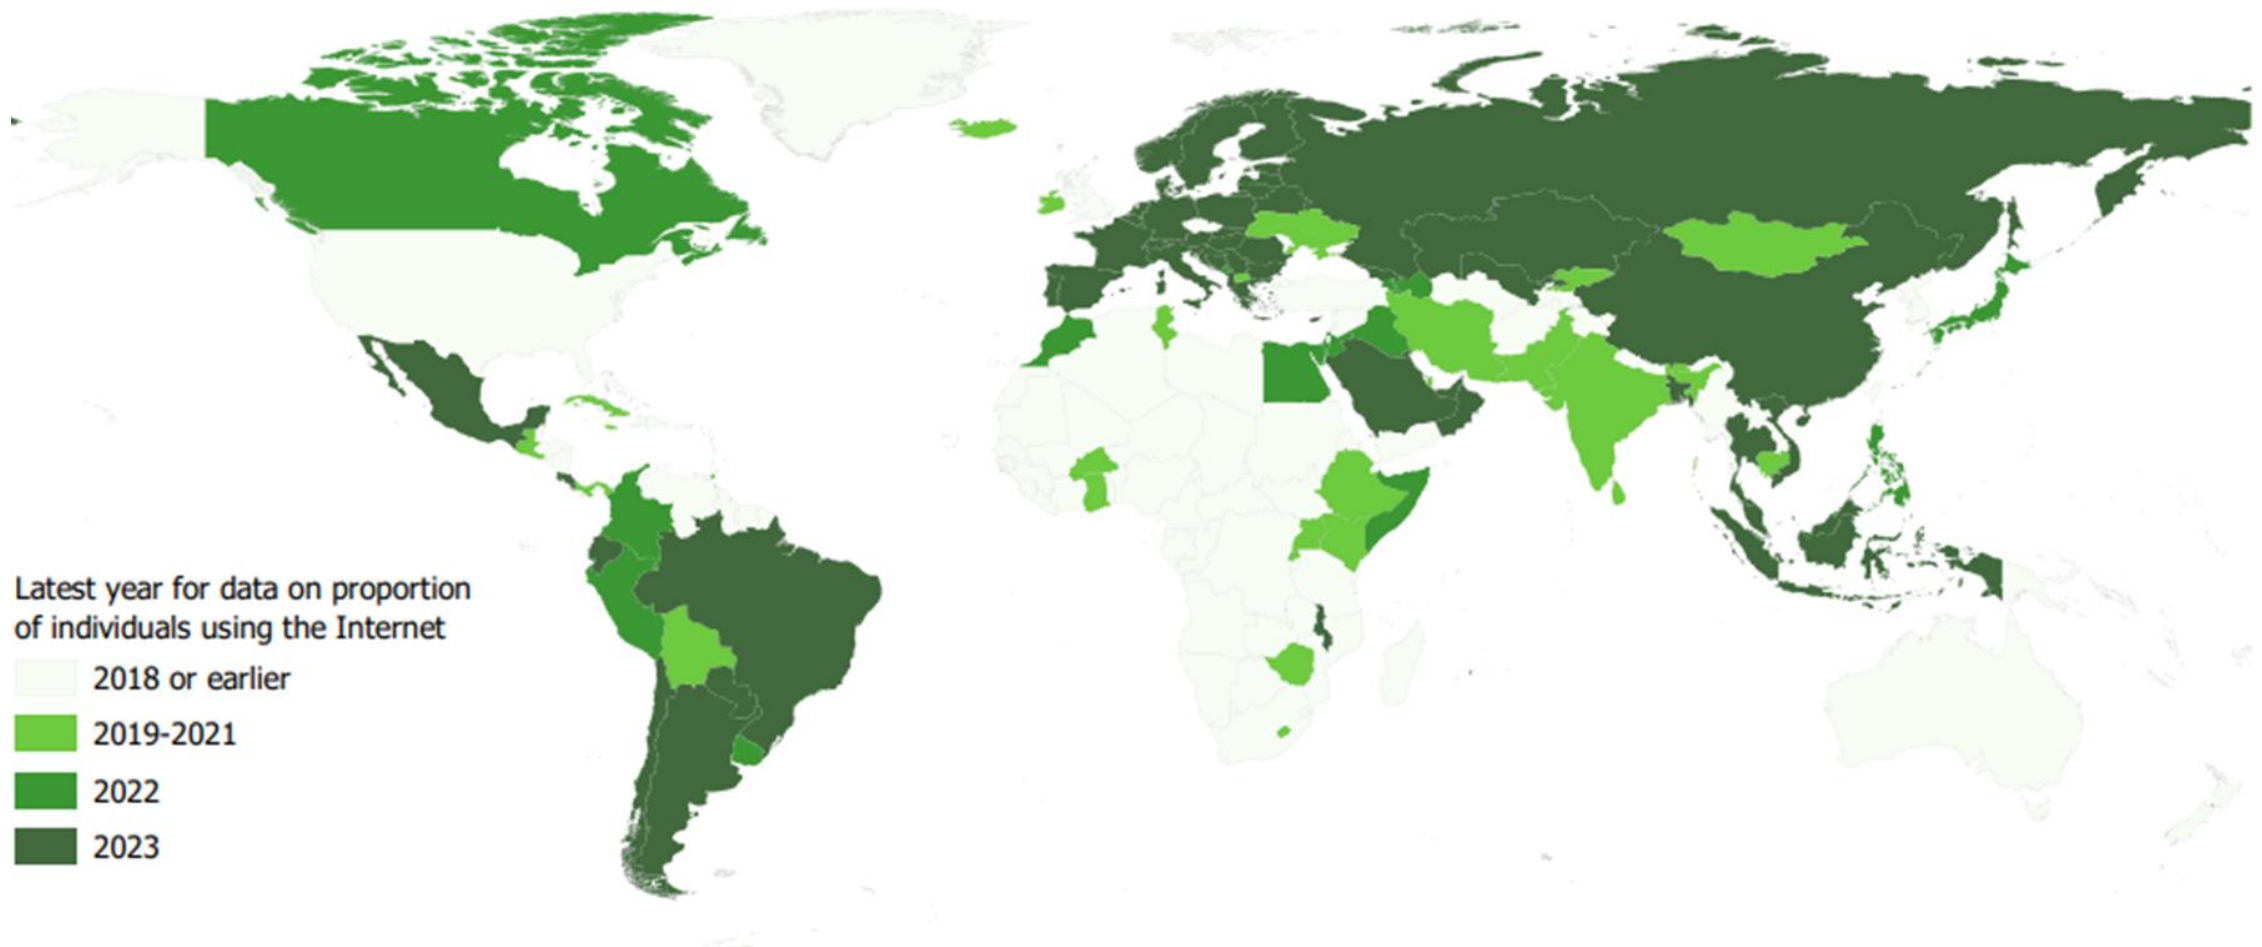 Latest year for data on proportion
of individuals using the Internet
2018 or earlier
2019-2021
2022
2023